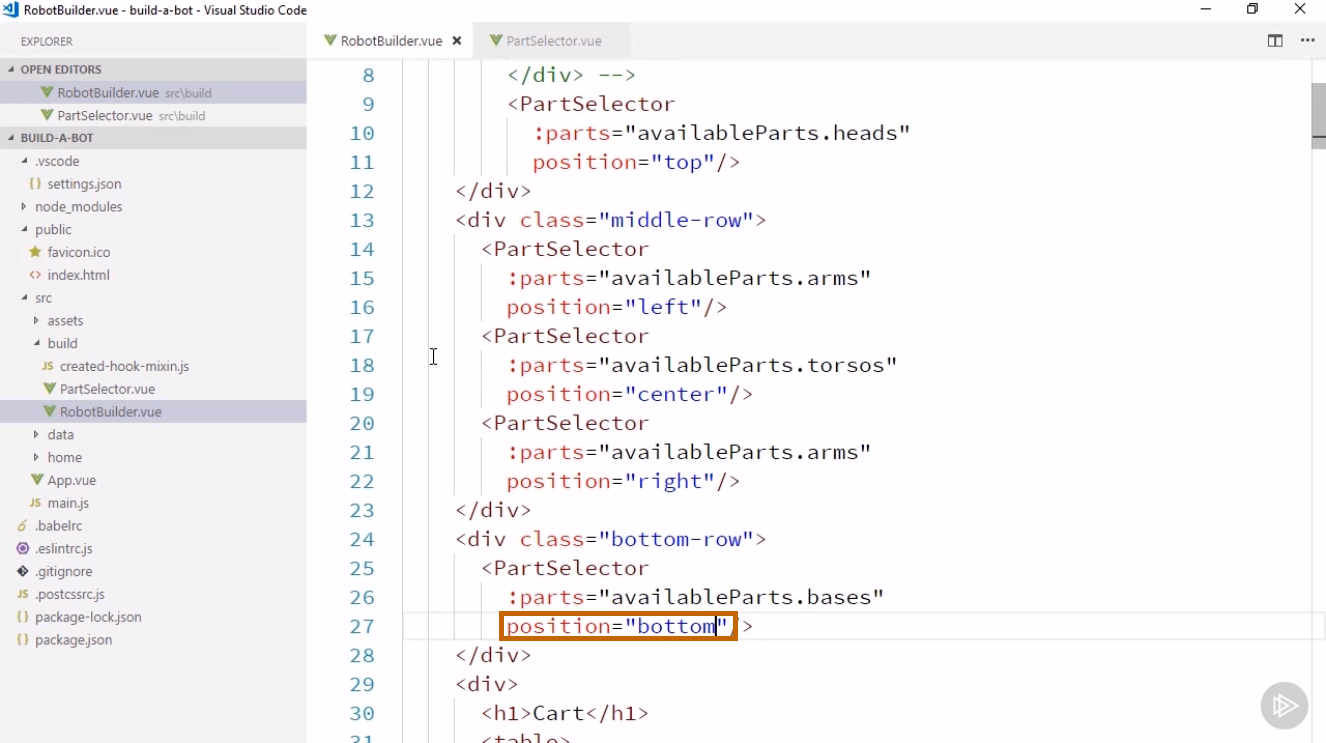 RobotBuilder.vue - build-a-bot - Visual Studio Code
EXPLORER
OPEN EDITORS
RobotBuilder.vue src\build
PartSelector.vue src\build
BUILD-A-BOT
.vscode
{} settings.json
node_modules
public
favicon.ico
<> index.html
src
assets
build
JS created-hook-mixin.js
PartSelector.vue
RobotBuilder.vue
data
home
App.vue
JS main.js
.babelrc
.eslintrc.js
.gitignore
JS .postcssrc.js
{} package-lock.json
{} package.json
RobotBuilder.vue
PartSelector.vue
8 </div> -->
9 <PartSelector
10 :parts="availableParts.heads"
11 position="top"/>
12 </div>
13 <div class="middle-row">
14 <PartSelector
15 :parts="availableParts.arms"
16 position="left"/>
17 <PartSelector
18 :parts="availableParts.torsos"
19 position="center"/>
20 <PartSelector
21 :parts="availableParts.arms"
22 position="right"/>
23 </div>
24 <div class="bottom-row">
25 <PartSelector
26 :parts="availableParts.bases"
27 position="bottom"/>
28 </div>
29 <div>
30 <h1>Cart</h1>
31 <table>